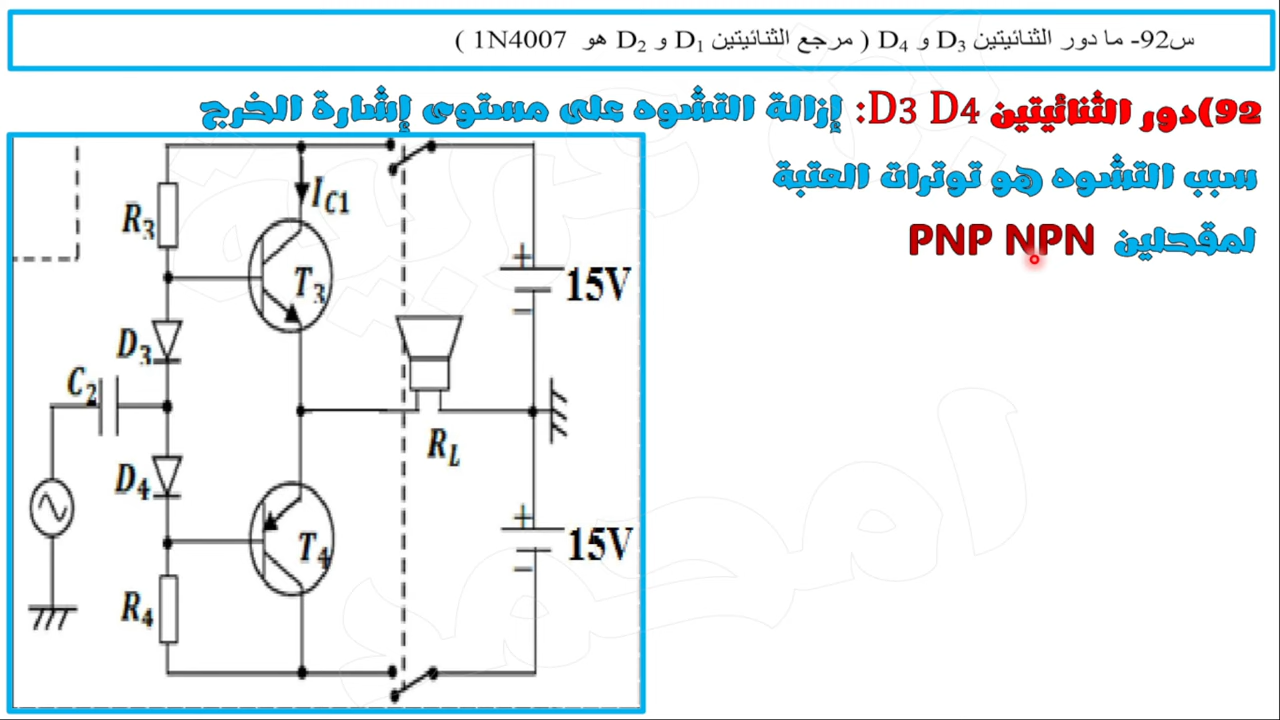 س92- ما دور الثنائيتين D3 و D4 ( مرجع الثنائيتين D1 و D2 هو 1N4007 )
92)دور الثنائيتين D3 D4: إزالة التشوه على مستوى إشارة الخرج
سبب التشوه هو توترات العتبة
لمقحلين PNP NPN
IC1
R3
T3
15V
D3
C2
RL
D4
T4
15V
R4
+
−
+
−